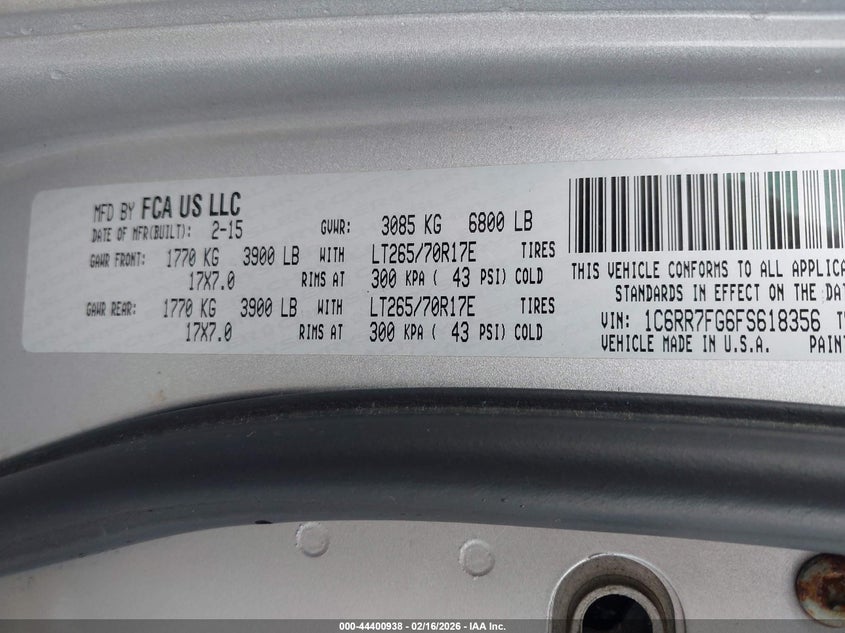 MFD BY FCA US LLC
DATE OF MFR(BUILT): 2-15 GVWR: 3085 KG 6800 LB
GAWR FRONT: 1770 KG 3900 LB WITH LT265/70R17E TIRES
17X7.0 RIMS AT 300 KPA ( 43 PSI) COLD
GAWR REAR: 1770 KG 3900 LB WITH LT265/70R17E TIRES
17X7.0 RIMS AT 300 KPA ( 43 PSI) COLD
THIS VEHICLE CONFORMS TO ALL APPLICA
STANDARDS IN EFFECT ON THE DAT
VIN: 1C6RR7FG6FS618356 T
VEHICLE MADE IN U.S.A. PAIN
000-44400938 - 02/16/2026 - IAA Inc.